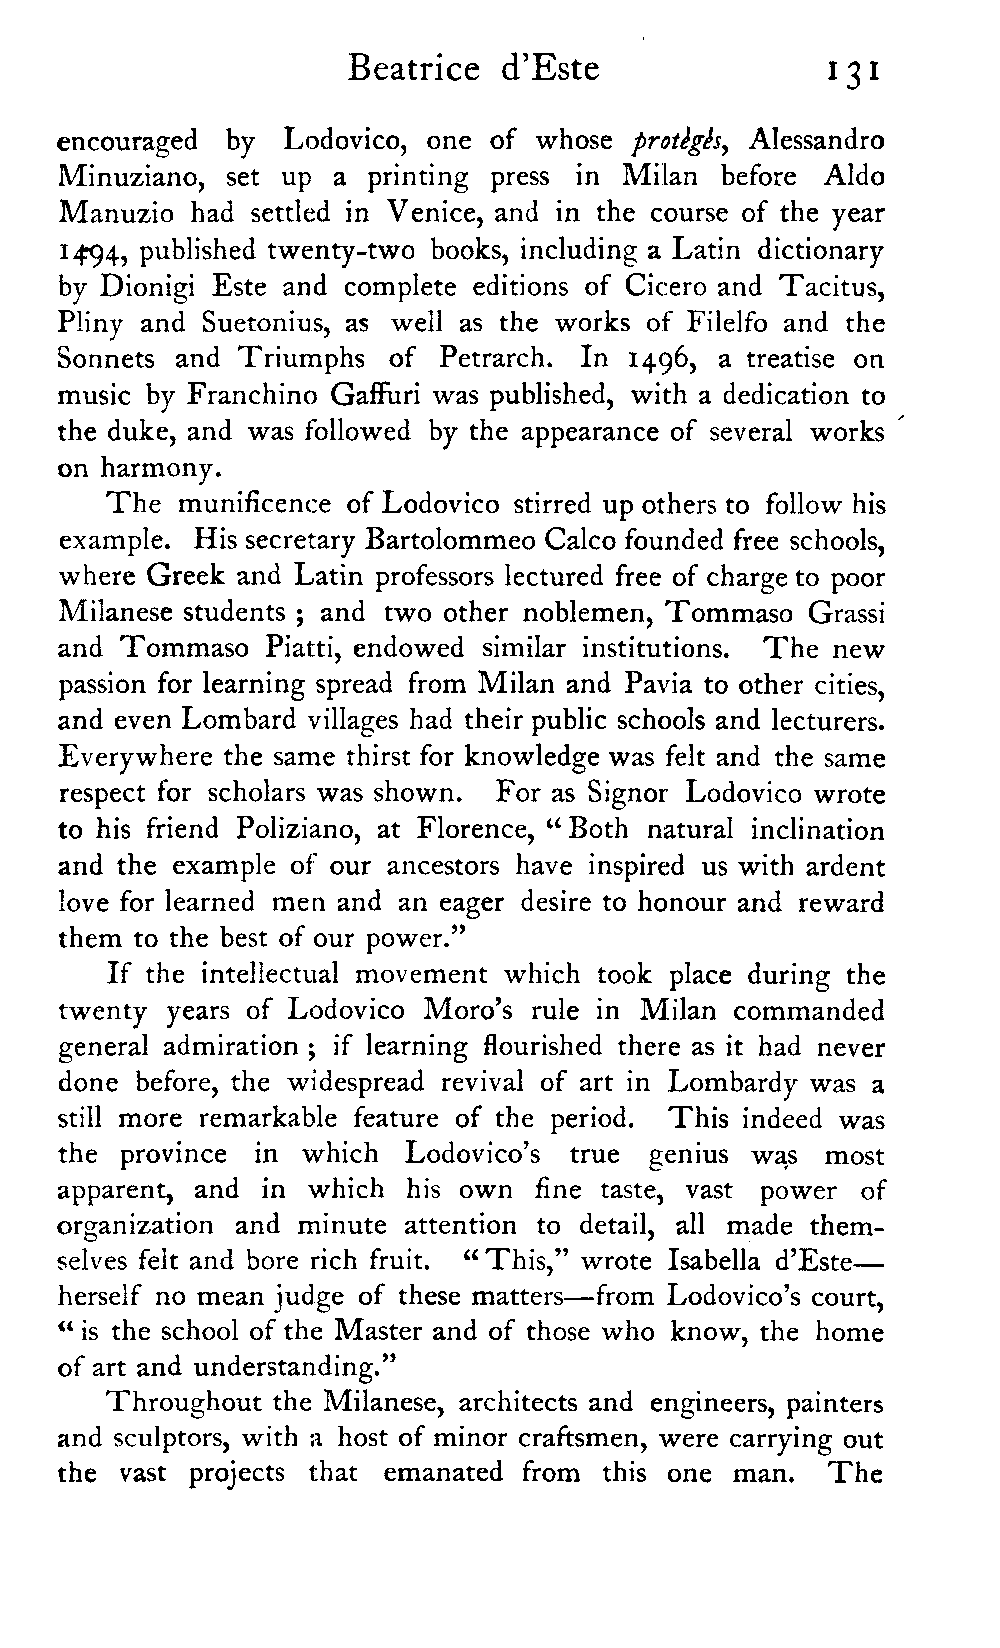 Beatrice d'Este 131
encouraged by Lodovico, one of whose protégés, Alessandro
Minuziano, set up a printing press in Milan before Aldo
Manuzio had settled in Venice, and in the course of the year
1494, published twenty-two books, including a Latin dictionary
by Dionigi Este and complete editions of Cicero and Tacitus,
Pliny and Suetonius, as well as the works of Filelfo and the
Sonnets and Triumphs of Petrarch. In 1496, a treatise on
music by Franchino Gaffuri was published, with a dedication to
the duke, and was followed by the appearance of several works
on harmony.
The munificence of Lodovico stirred up others to follow his
example. His secretary Bartolommeo Calco founded free schools,
where Greek and Latin professors lectured free of charge to poor
Milanese students ; and two other noblemen, Tommaso Grassi
and Tommaso Piatti, endowed similar institutions. The new
passion for learning spread from Milan and Pavia to other cities,
and even Lombard villages had their public schools and lecturers.
Everywhere the same thirst for knowledge was felt and the same
respect for scholars was shown. For as Signor Lodovico wrote
to his friend Poliziano, at Florence, “ Both natural inclination
and the example of our ancestors have inspired us with ardent
love for learned men and an eager desire to honour and reward
them to the best of our power.”
If the intellectual movement which took place during the
twenty years of Lodovico Moro's rule in Milan commanded
general admiration ; if learning flourished there as it had never
done before, the widespread revival of art in Lombardy was a
still more remarkable feature of the period. This indeed was
the province in which Lodovico's true genius was most
apparent, and in which his own fine taste, vast power of
organization and minute attention to detail, all made them-
selves felt and bore rich fruit. “ This,” wrote Isabella d'Este—
herself no mean judge of these matters—from Lodovico's court,
“ is the school of the Master and of those who know, the home
of art and understanding.”
Throughout the Milanese, architects and engineers, painters
and sculptors, with a host of minor craftsmen, were carrying out
the vast projects that emanated from this one man. The